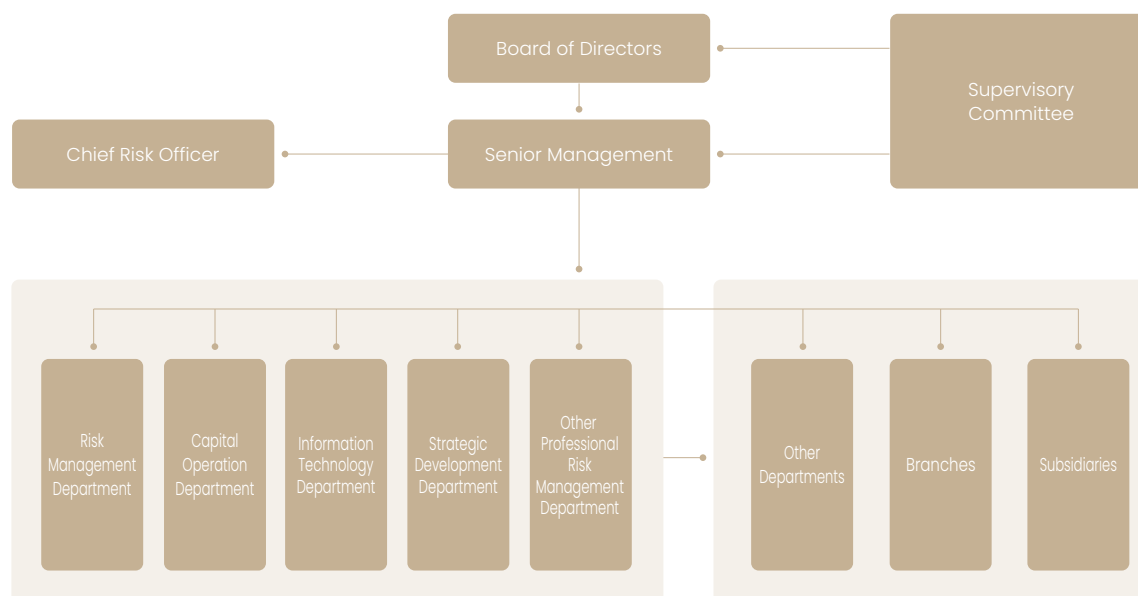 Board of Directors
Supervisory
Committee
Chief Risk Officer
Senior Management
Risk
Management
Department
Capital
Operation
Department
Information
Technology
Department
Strategic
Development
Department
Other
Professional
Risk
Management
Department
Other
Departments
Branches
Subsidiaries